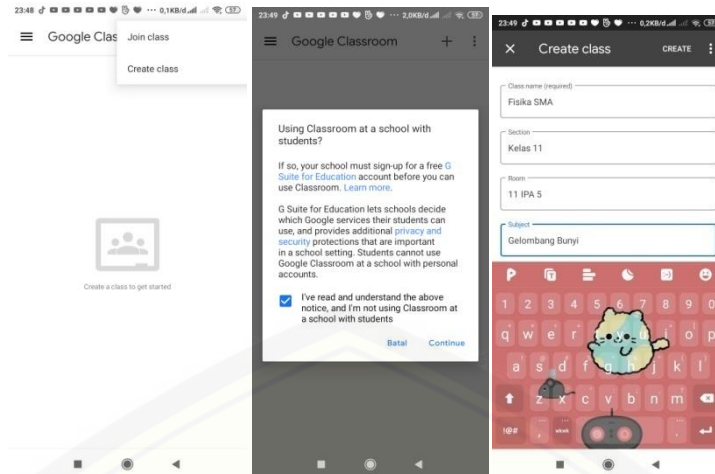 23:48 0,1KB/d 57
Google Clas
Join class
Create class
Create a class to get started
23:49 2,0KB/d 57
Google Classroom
Using Classroom at a school with
students?
If so, your school must sign-up for a free G
Suite for Education account before you can
use Classroom. Learn more.
G Suite for Education lets schools decide
which Google services their students can
use, and provides additional privacy and
security protections that are important
in a school setting. Students cannot use
Google Classroom at a school with personal
accounts.
I've read and understand the above
notice, and I'm not using Classroom at
a school with students
Batal Continue
23:49 0,2KB/d
Create class CREATE
Class name (required)
Fisika SMA
Section
Kelas 11
Room
11 IPA 5
Subject
Gelombang Bunyi
1 2 3 4 5 6 7 8 9 0
q w e r t y u i o p
a s d f g h j k l
z x c v b n m
!@# , wkwk .